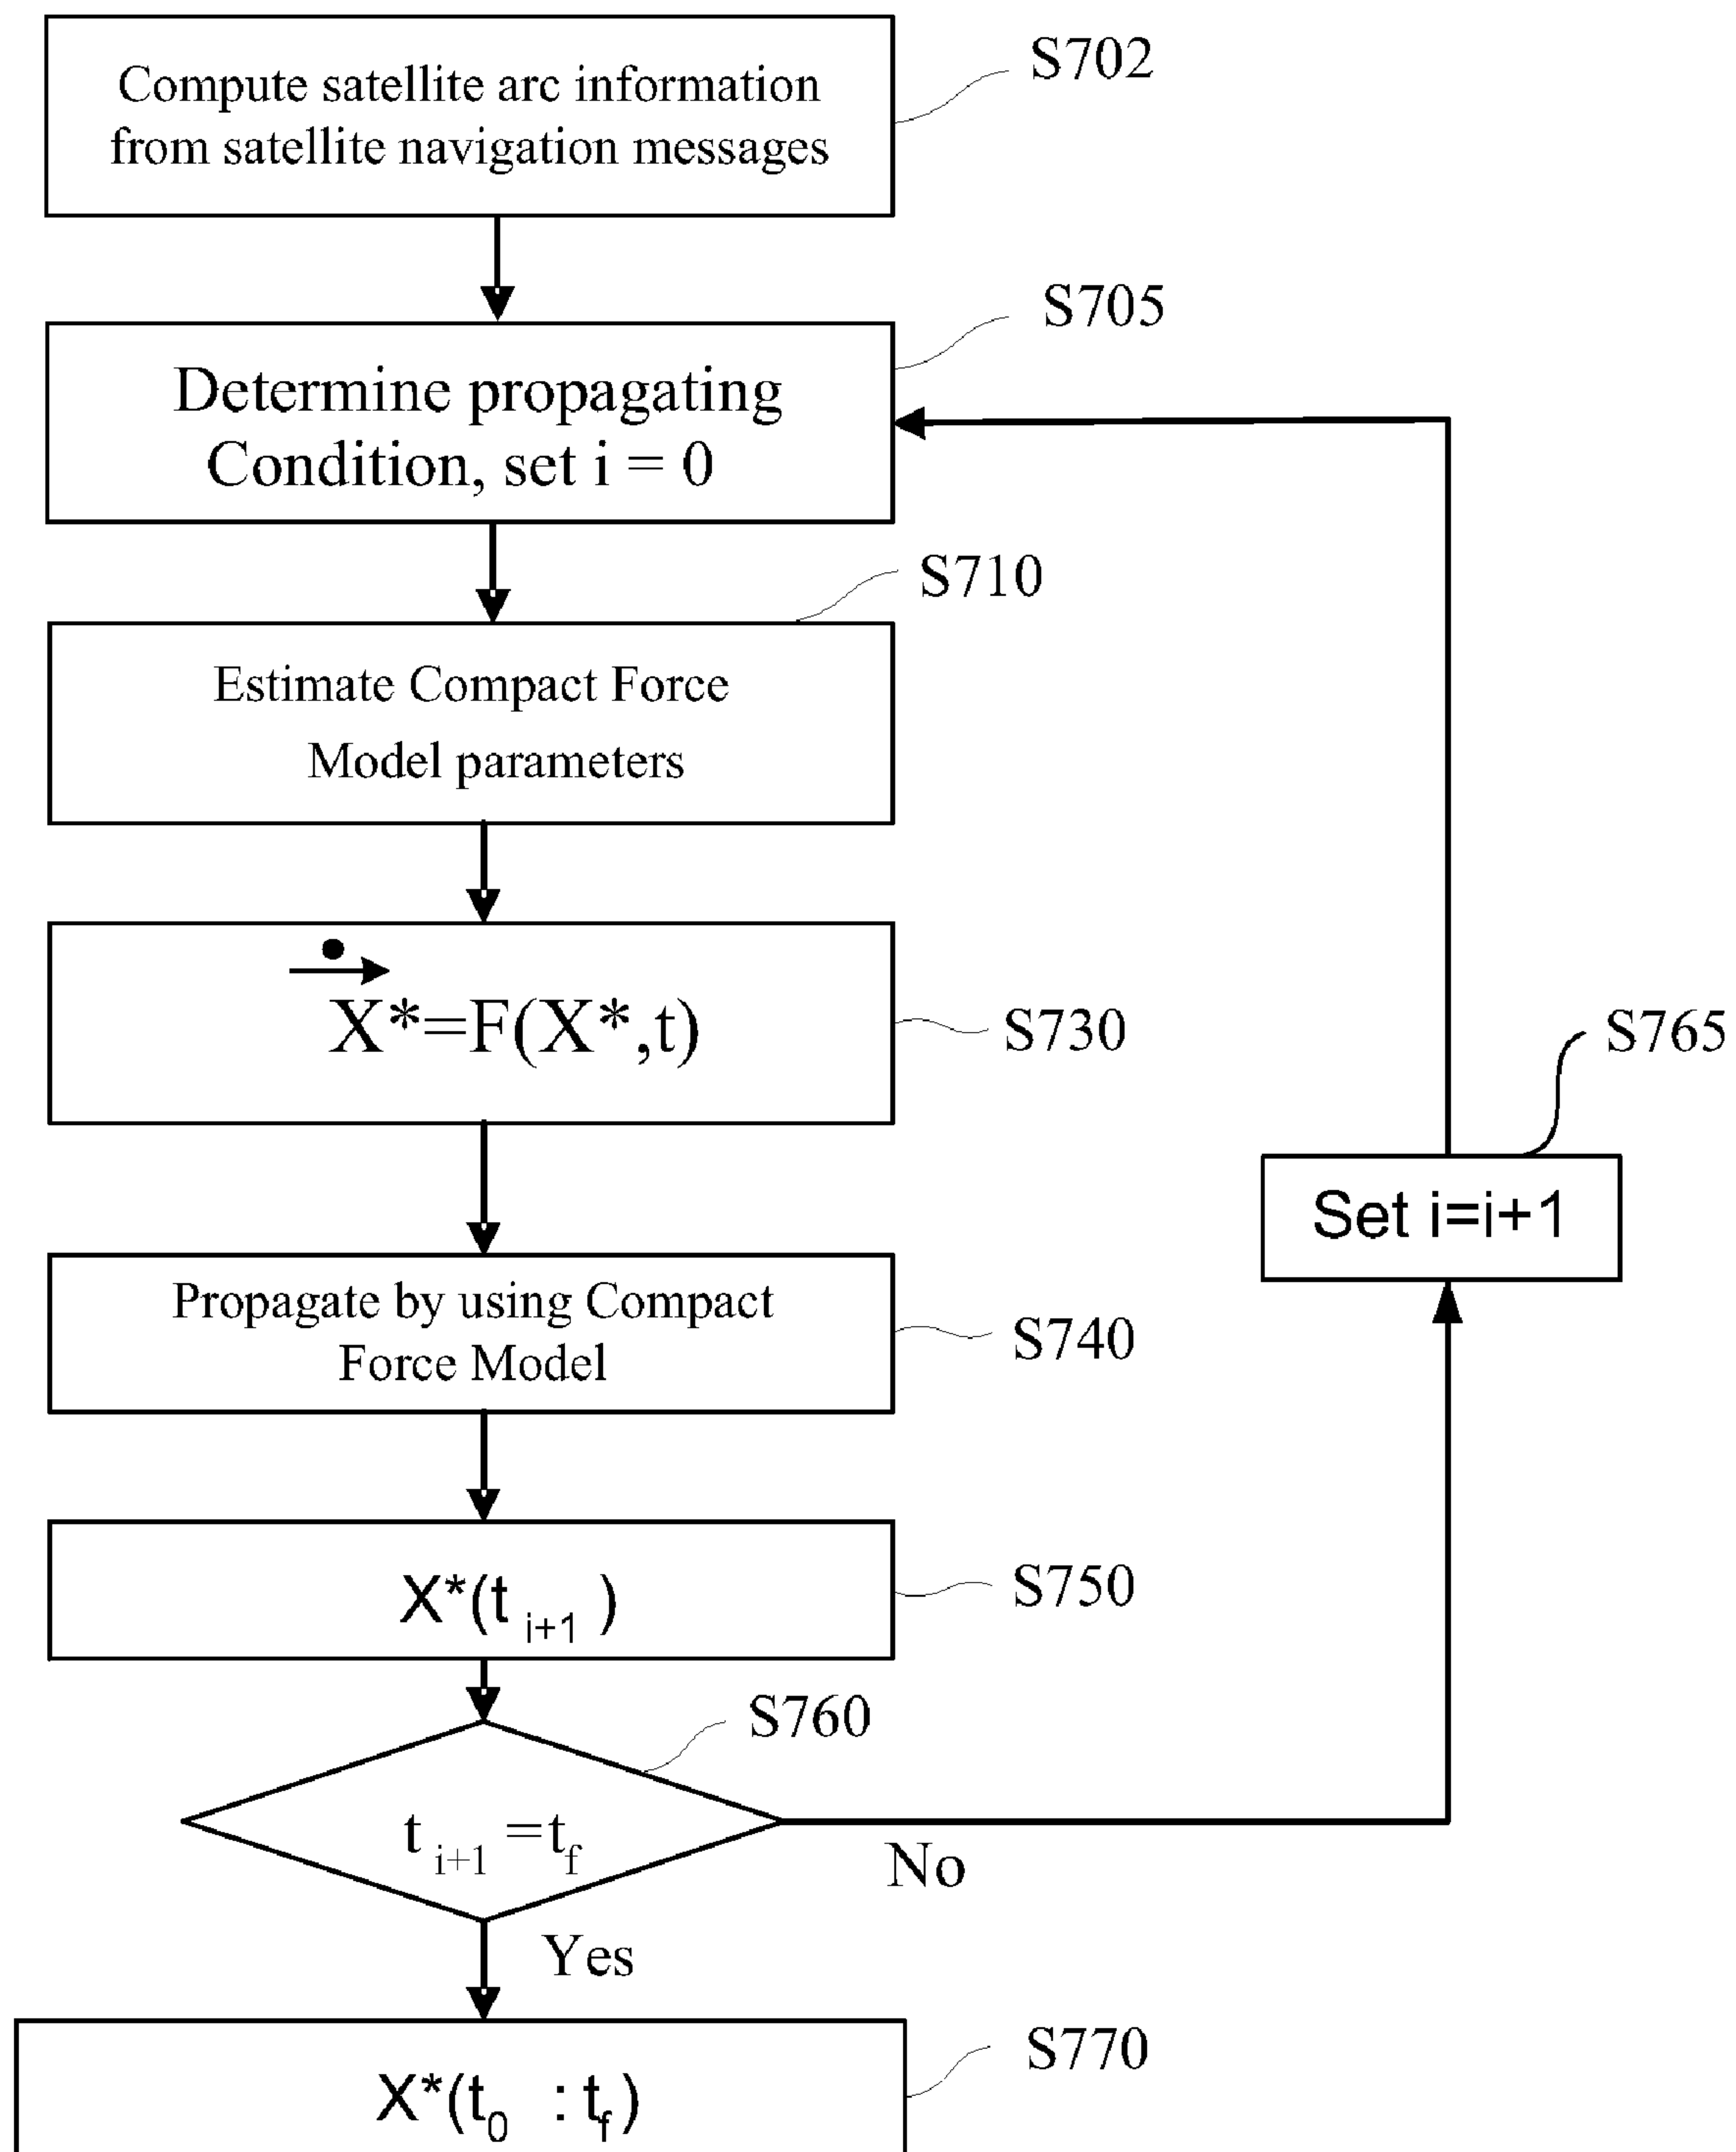 Compute satellite arc information
from satellite navigation messages
S702
Determine propagating
Condition, set i = 0
S705
Estimate Compact Force
Model parameters
S710
X*=F(X*,t)
S730
Set i=i+1
S765
Propagate by using Compact
Force Model
S740
X*(t i+1 )
S750
t i+1 =tf
S760
No
Yes
X*(t0 : tf)
S770